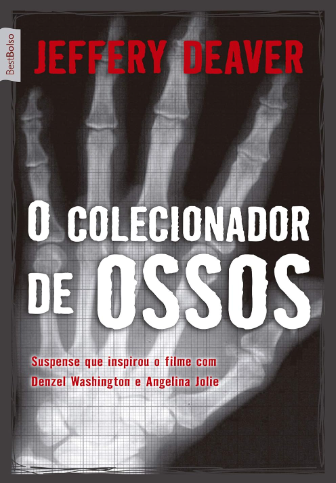 BestBolso
JEFFERY DEAVER
O COLECIONADOR
DE OSSOS
Suspense que inspirou o filme com
Denzel Washington e Angelina Jolie